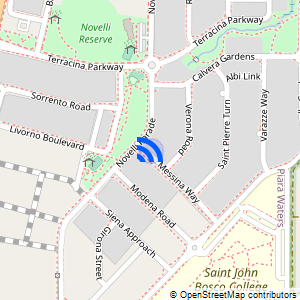 Novelli
Reserve
Terracina Parkway
Terracina Parkway
Calvera Gardens
Abi Link
Sorrento Road
Livorno Boulevard
Novelli Parade
Verona Road
Saint Pierre Turn
Varazze Way
Messina Way
Modena Road
Siena Approach
Girona Street
Piara Waters
Saint John
Bosco College
© OpenStreetMap contributors